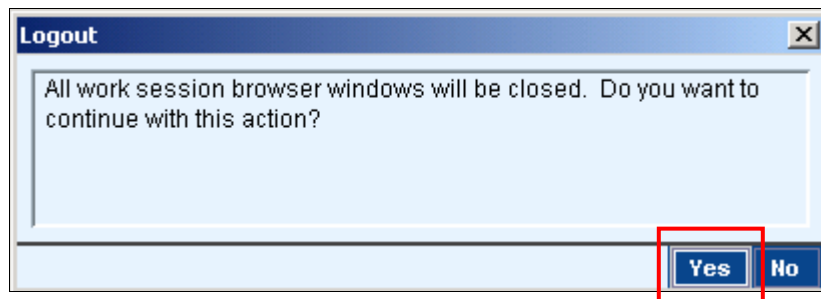 Logout
All work session browser windows will be closed.  Do you want to
continue with this action?
Yes No